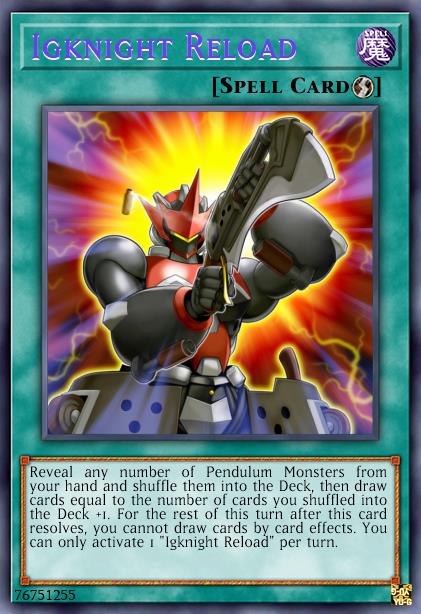 Igknight Reload
SPELL
魔
[Spell Card]
Reveal any number of Pendulum Monsters from
your hand and shuffle them into the Deck, then draw
cards equal to the number of cards you shuffled into
the Deck +1. For the rest of this turn after this card
resolves, you cannot draw cards by card effects. You
can only activate 1 "Igknight Reload" per turn.
76751255